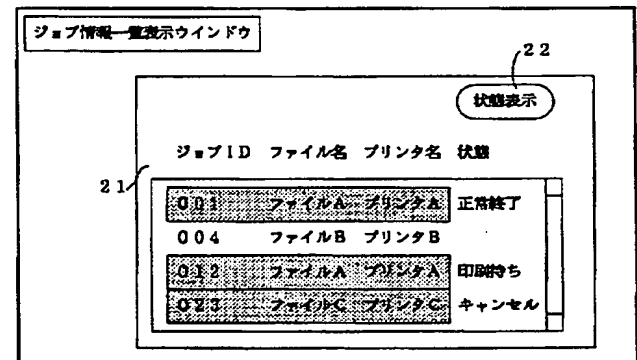 ジョブ情報一覧表示ウインドウ
22
状態表示
ジョブID ファイル名 プリンタ名 状態
21
001 ファイルA プリンタA 正常終了
004 ファイルB プリンタB
012 ファイルA プリンタA 印刷待ち
023 ファイルC プリンタC キャンセル